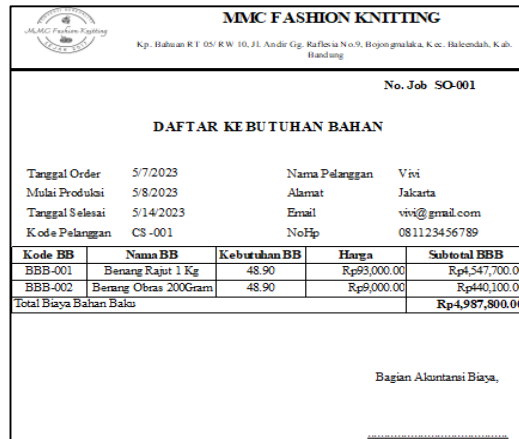 M.MC Fashion Knitting
MMC FASHION KNITTING
Kp. Bahuan RT 05/ RW 10, Jl. Andir Gg. Raflesia No.9, Bojongmalaka, Kec. Baleendah, Kab.
Bandung
No. Job SO-001
DAFTAR KEBUTUHAN BAHAN
Tanggal Order 5/7/2023 Nama Pelanggan Vivi
Mulai Produksi 5/8/2023 Alamat Jakarta
Tanggal Selesai 5/14/2023 Email vivi@gmail.com
Kode Pelanggan CS-001 NoHp 081123456789
Kode BB Nama BB Kebutuhan BB Harga Subtotal BBB
BBB-001 Benang Rajut 1 Kg 48.90 Rp93,000.00 Rp4,547,700.0
BBB-002 Benang Obras 200Gram 48.90 Rp9,000.00 Rp440,100.0
Total Biaya Bahan Baku Rp4,987,800.00
Bagian Akuntansi Biaya,